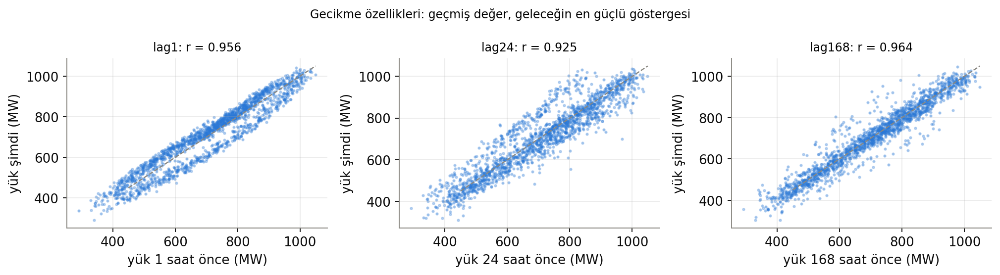 Gecikme özellikleri: geçmiş değer, geleceğin en güçlü göstergesi
lag1: r = 0.956
yük şimdi (MW)
1000
800
600
400
400 600 800 1000
yük 1 saat önce (MW)
lag24: r = 0.925
yük şimdi (MW)
1000
800
600
400
400 600 800 1000
yük 24 saat önce (MW)
lag168: r = 0.964
yük şimdi (MW)
1000
800
600
400
400 600 800 1000
yük 168 saat önce (MW)